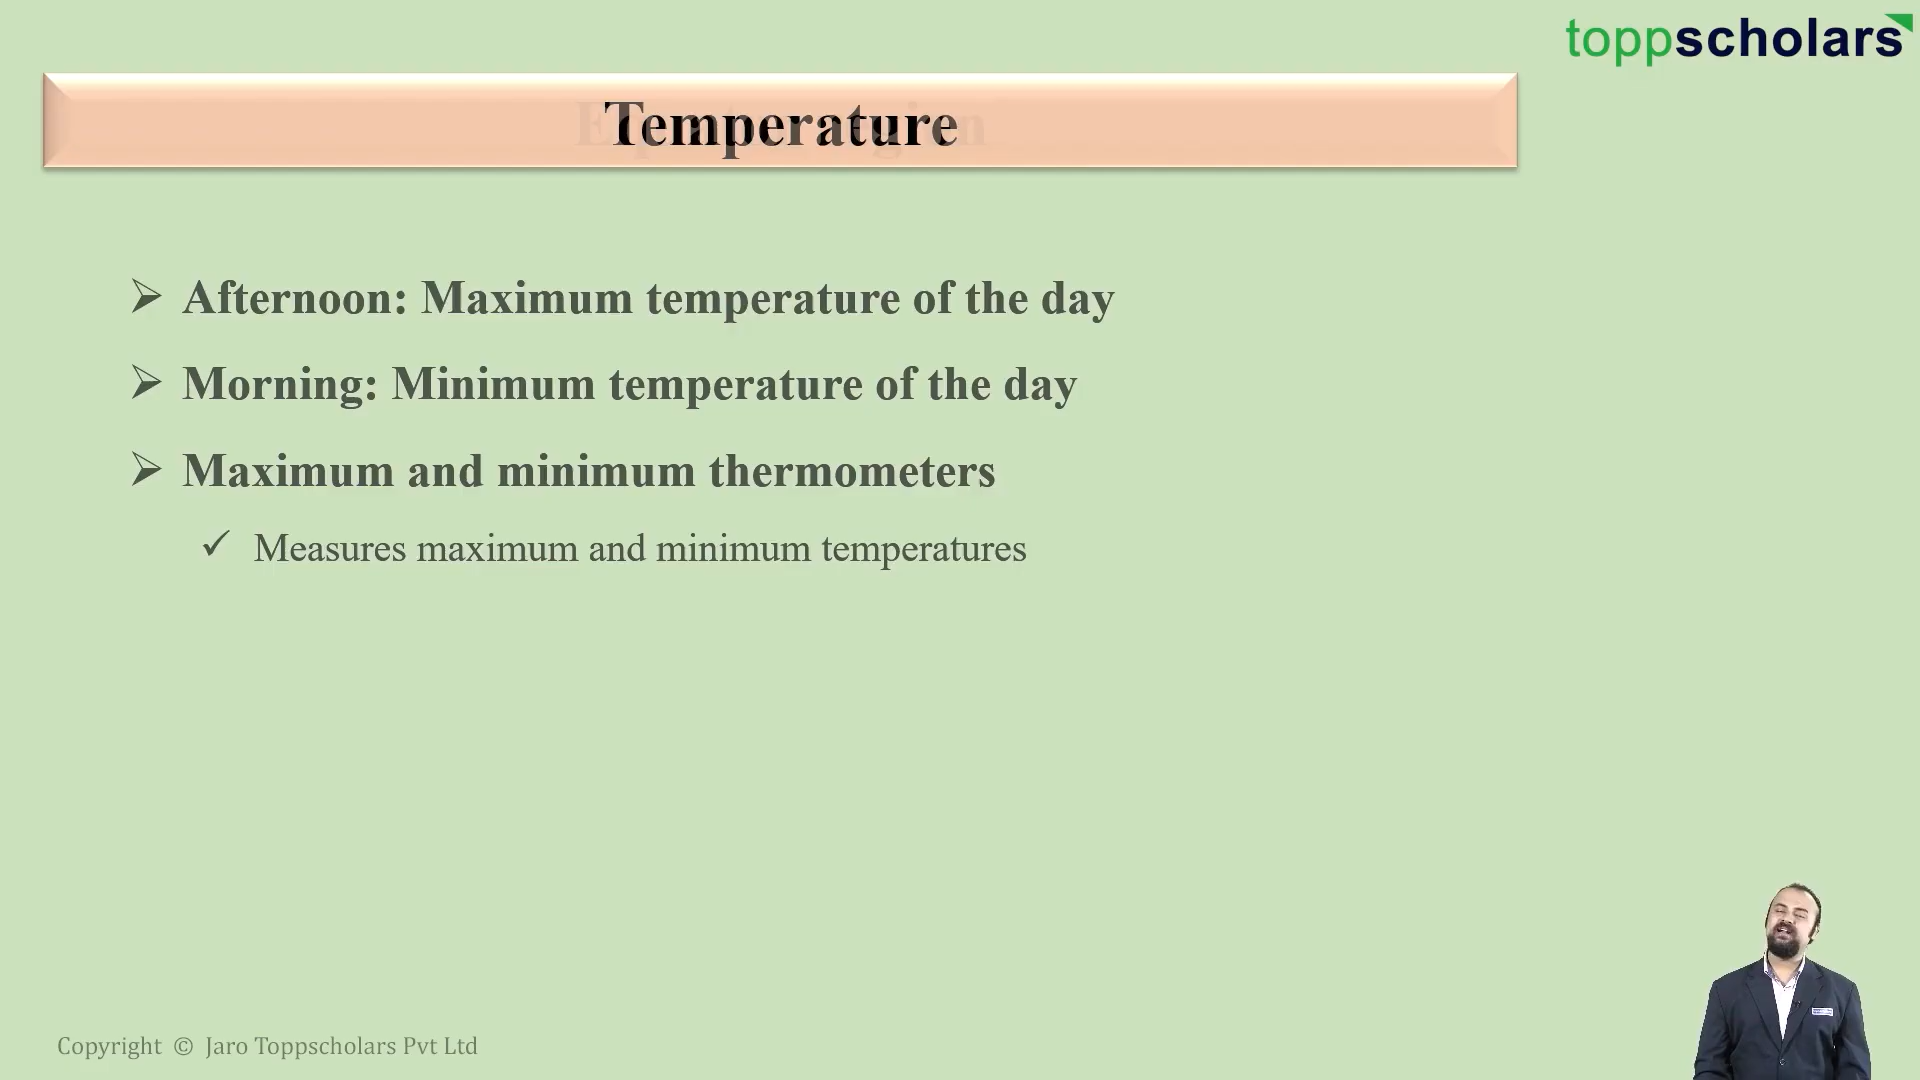 toppscholars
Temperature
➢ Afternoon: Maximum temperature of the day
➢ Morning: Minimum temperature of the day
➢ Maximum and minimum thermometers
✓ Measures maximum and minimum temperatures
Copyright © Jaro Toppscholars Pvt Ltd